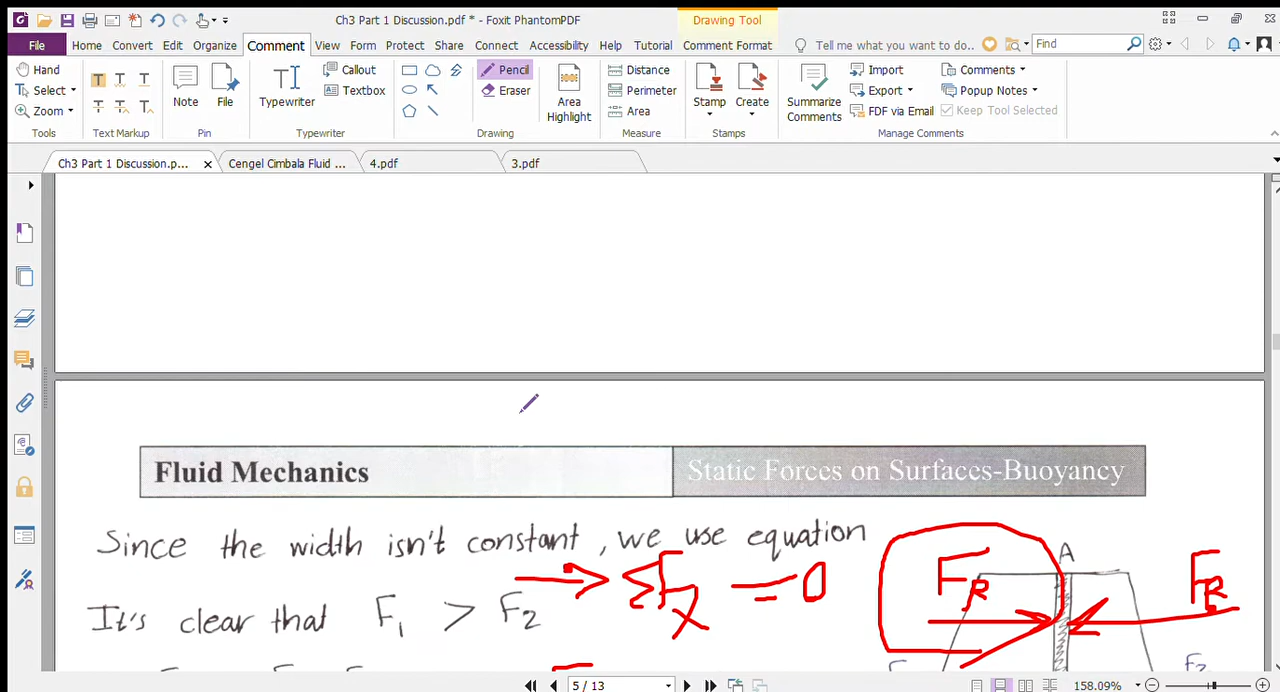 Ch3 Part 1 Discussion.pdf * - Foxit PhantomPDF
Drawing Tool
File Home Convert Edit Organize Comment View Form Protect Share Connect Accessibility Help Tutorial Comment Format Tell me what you want to do.. Find
Hand
Select
Zoom
Tools
Text Markup
Note
File
Pin
Typewriter
Callout
Textbox
Typewriter
Pencil
Eraser
Drawing
Area
Highlight
Distance
Perimeter
Area
Measure
Stamp
Create
Stamps
Summarize
Comments
Import
Export
FDF via Email
Comments
Popup Notes
Keep Tool Selected
Manage Comments
Ch3 Part 1 Discussion.p... × Cengel Cimbala Fluid ... 4.pdf 3.pdf
Fluid Mechanics Static Forces on Surfaces-Buoyancy
Since the width isn't constant, we use equation
→ ΣFx = 0
It's clear that F1 > F2
A
FR
FR
F2
5 / 13
158.09%